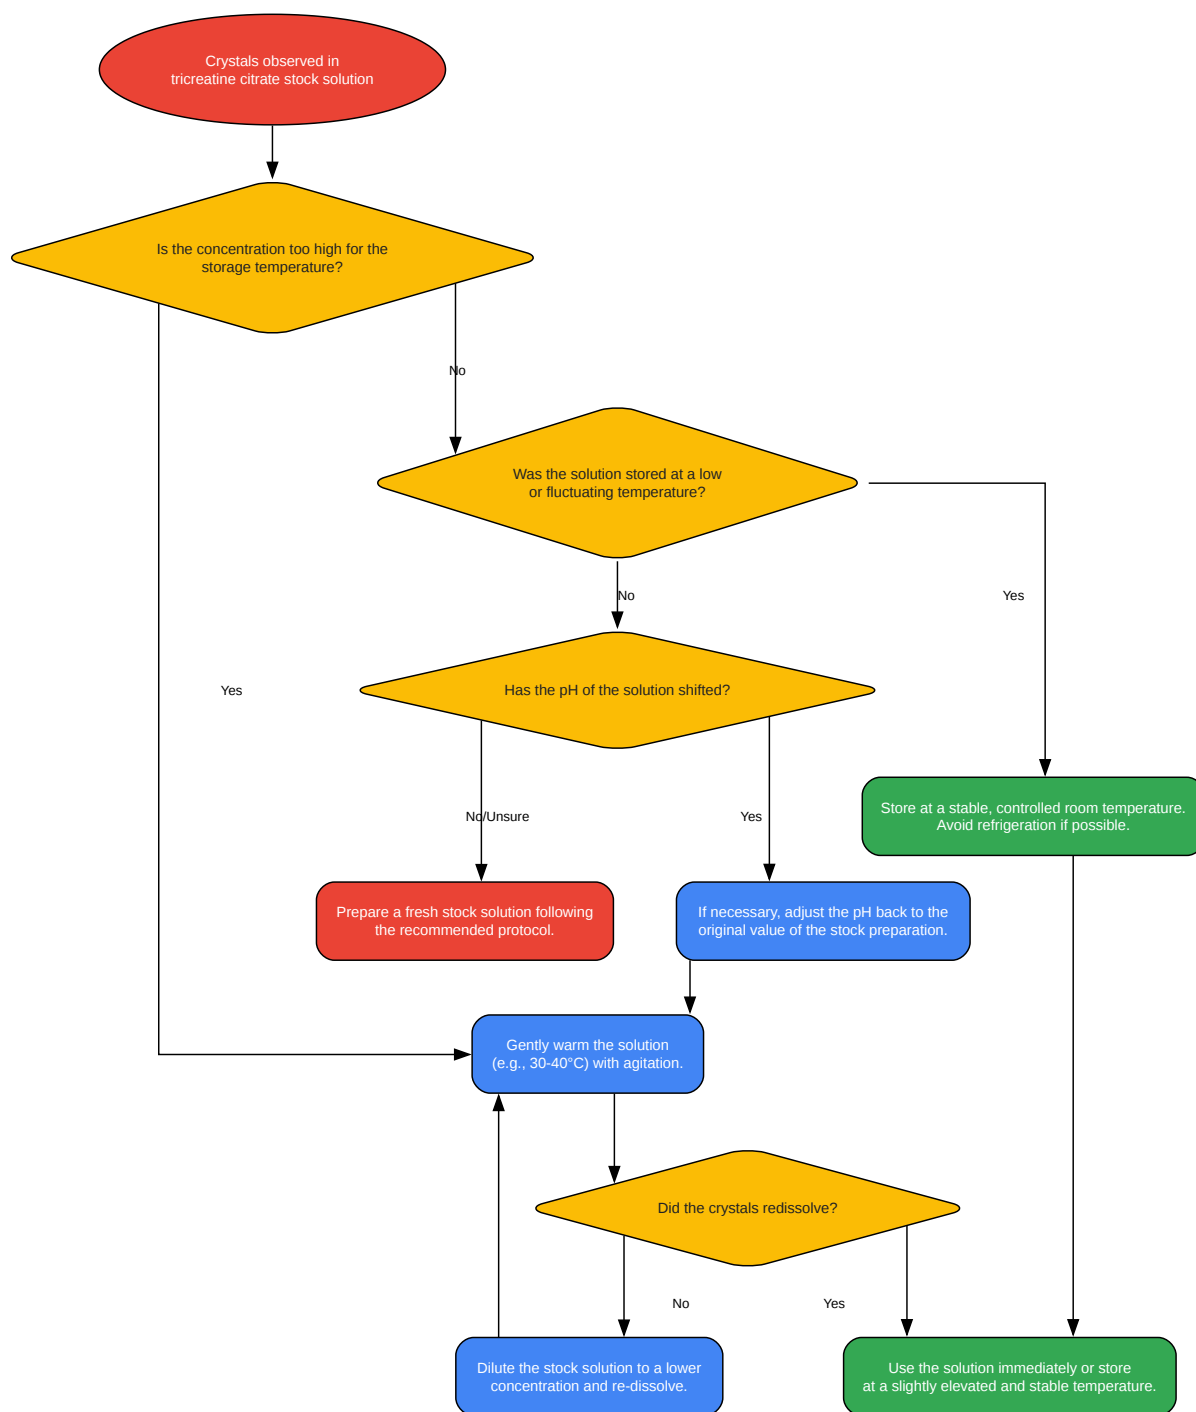 Crystals observed in
tricreatine citrate stock solution
Is the concentration too high for the
storage temperature?
No
Was the solution stored at a low
or fluctuating temperature?
No
Yes
Yes
Has the pH of the solution shifted?
No/Unsure
Yes
Store at a stable, controlled room temperature.
Avoid refrigeration if possible.
Prepare a fresh stock solution following
the recommended protocol.
If necessary, adjust the pH back to the
original value of the stock preparation.
Gently warm the solution
(e.g., 30-40°C) with agitation.
Did the crystals redissolve?
No
Yes
Dilute the stock solution to a lower
concentration and re-dissolve.
Use the solution immediately or store
at a slightly elevated and stable temperature.